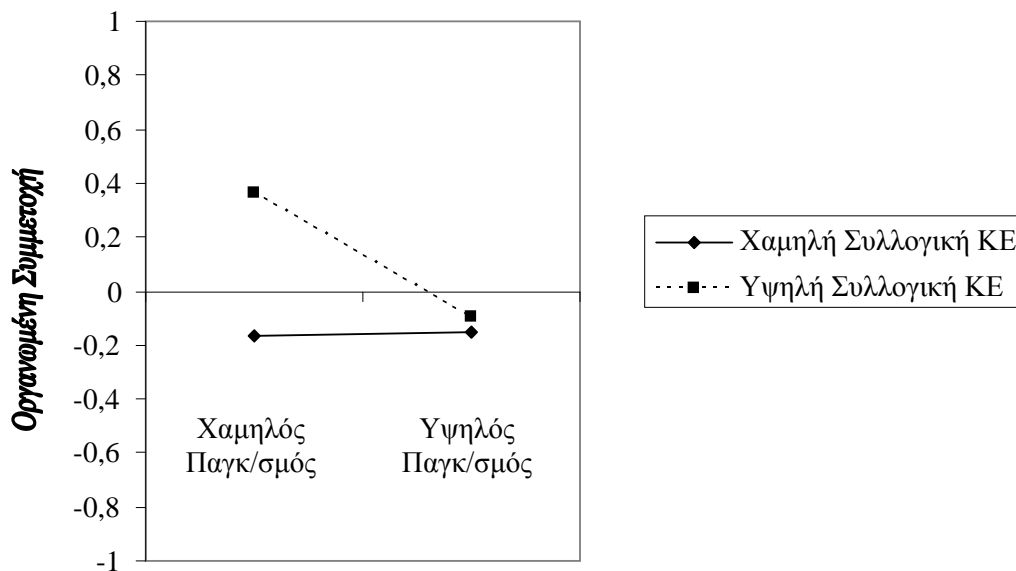 1
0,8
0,6
0,4
0,2
0
-0,2
-0,4
-0,6
-0,8
-1
Οργανωμένη Συμμετοχή
Χαμηλός
Παγκ/σμός
Υψηλός
Παγκ/σμός
Χαμηλή Συλλογική ΚΕ
Υψηλή Συλλογική ΚΕ